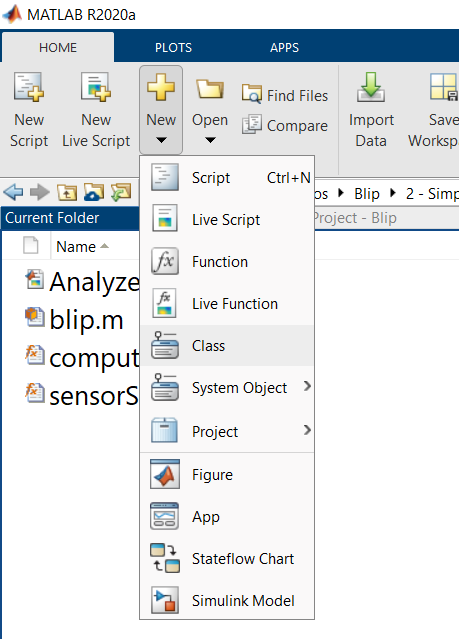 MATLAB R2020a
HOME PLOTS APPS
New Script
New Live Script
New
Open
Find Files
Compare
Import Data
Save
os Blip 2 - Simp
Current Folder
Project - Blip
Name
Analyze
blip.m
comput
sensorS
Script Ctrl+N
Live Script
fx Function
fx Live Function
Class
System Object
Project
Figure
App
Stateflow Chart
Simulink Model